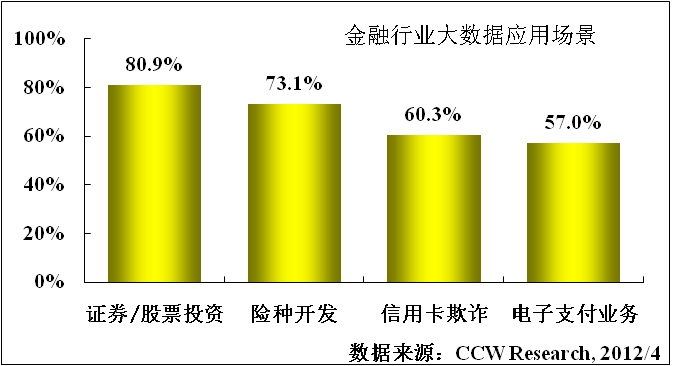 金融行业大数据应用场景
100%
80%
60%
40%
20%
0%
80.9%
73.1%
60.3%
57.0%
证券/股票投资
险种开发
信用卡欺诈
电子支付业务
数据来源：CCW Research, 2012/4